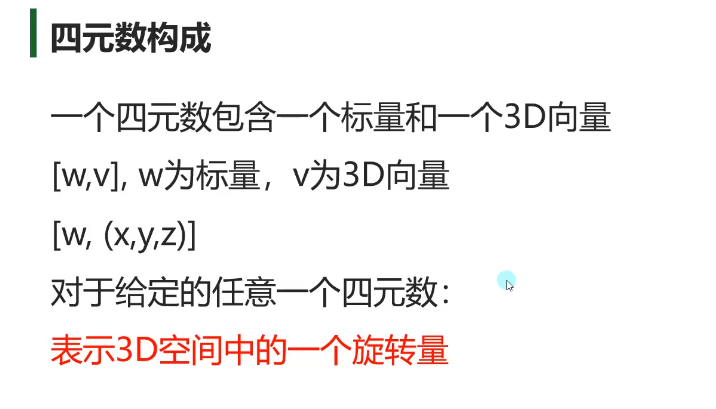 四元数构成
一个四元数包含一个标量和一个3D向量
[w,v], w为标量，v为3D向量
[w, (x,y,z)]
对于给定的任意一个四元数：
表示3D空间中的一个旋转量